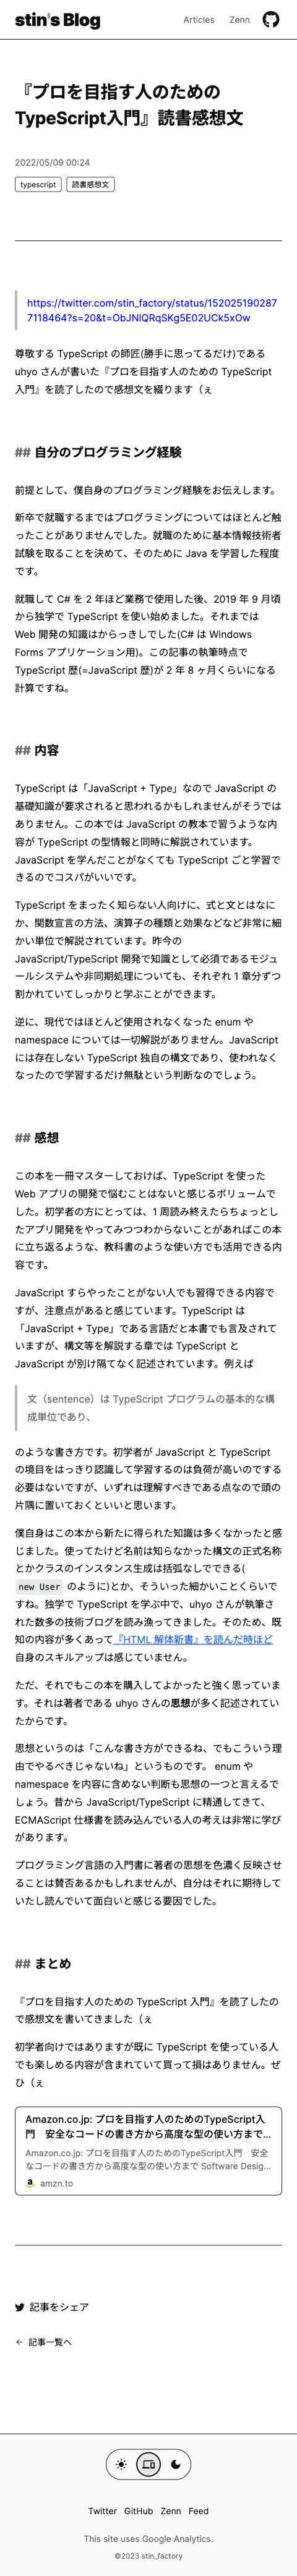 stin's Blog
Articles
Zenn
『プロを目指す人のための
TypeScript入門』読書感想文
2022/05/09 00:24
typescript
読書感想文
https://twitter.com/stin_factory/status/152025190287
7118464?s=20&t=ObJNlQRqSKg5E02UCk5xOw
尊敬する TypeScript の師匠(勝手に思ってるだけ)である
uhyo さんが書いた『プロを目指す人のための TypeScript
入門』を読了したので感想文を綴ります（ぇ
## 自分のプログラミング経験
前提として、僕自身のプログラミング経験をお伝えします。
新卒で就職するまではプログラミングについてはほとんど触
ったことがありませんでした。就職のために基本情報技術者
試験を取ることを決めて、そのために Java を学習した程度
です。
就職して C# を 2 年ほど業務で使用した後、2019 年 9 月頃
から独学で TypeScript を使い始めました。それまでは
Web 開発の知識はからっきしでした(C# は Windows
Forms アプリケーション用)。この記事の執筆時点で
TypeScript 歴(=JavaScript 歴)が 2 年 8 ヶ月くらいになる
計算ですね。
## 内容
TypeScript は「JavaScript + Type」なので JavaScript の
基礎知識が要求されると思われるかもしれませんがそうでは
ありません。この本では JavaScript の教本で習うような内
容が TypeScript の型情報と同時に解説されています。
JavaScript を学んだことがなくても TypeScript ごと学習で
きるのでコスパがいいです。
TypeScript をまったく知らない人向けに、式と文とはなに
か、関数宣言の方法、演算子の種類と効果などなど非常に細
かい単位で解説されています。昨今の
JavaScript/TypeScript 開発で知識として必須であるモジュ
ールシステムや非同期処理についても、それぞれ 1 章分ずつ
割かれていてしっかりと学ぶことができます。
逆に、現代ではほとんど使用されなくなった enum や
namespace については一切解説がありません。JavaScript
には存在しない TypeScript 独自の構文であり、使われなく
なったので学習するだけ無駄という判断なのでしょう。
## 感想
この本を一冊マスターしておけば、TypeScript を使った
Web アプリの開発で悩むことはないと感じるボリュームで
した。初学者の方にとっては、1 周読み終えたらちょっとし
たアプリ開発をやってみつつわからないことがあればこの本
に立ち返るような、教科書のような使い方でも活用できる内
容です。
JavaScript すらやったことがない人でも習得できる内容で
すが、注意点があると感じています。TypeScript は
「JavaScript + Type」である言語だと本書でも言及されて
いますが、構文等を解説する章では TypeScript と
JavaScript が別け隔てなく記述されています。例えば
文（sentence）は TypeScript プログラムの基本的な構
成単位であり、
のような書き方です。初学者が JavaScript と TypeScript
の境目をはっきり認識して学習するのは負荷が高いのでする
必要はないですが、いずれは理解すべきである点なので頭の
片隅に置いておくといいと思います。
僕自身はこの本から新たに得られた知識は多くなかったと感
じました。使ってたけど名前は知らなかった構文の正式名称
とかクラスのインスタンス生成は括弧なしでできる(
new User のように)とか、そういった細かいことくらいで
すね。独学で TypeScript を学ぶ中で、uhyo さんが執筆さ
れた数多の技術ブログを読み漁ってきました。そのため、既
知の内容が多くあって『HTML 解体新書』を読んだ時ほど
自身のスキルアップは感じていません。
ただ、それでもこの本を購入してよかったと強く思っていま
す。それは著者である uhyo さんの思想が多く記述されてい
たからです。
思想というのは「こんな書き方ができるね、でもこういう理
由でやるべきじゃないね」というものです。 enum や
namespace を内容に含めない判断も思想の一つと言えるで
しょう。昔から JavaScript/TypeScript に精通してきて、
ECMAScript 仕様書を読み込んでいる人の考えは非常に学び
があります。
プログラミング言語の入門書に著者の思想を色濃く反映させ
ることは賛否あるかもしれませんが、自分はそれに期待して
いたし読んでいて面白いと感じる要因でした。
## まとめ
『プロを目指す人のための TypeScript 入門』を読了したの
で感想文を書いてきました（ぇ
初学者向けではありますが既に TypeScript を使っている人
でも楽しめる内容が含まれていて買って損はありません。ぜ
ひ（ぇ
Amazon.co.jp: プロを目指す人のためのTypeScript入
門　安全なコードの書き方から高度な型の使い方まで...
Amazon.co.jp: プロを目指す人のためのTypeScript入門　安全
なコードの書き方から高度な型の使い方まで Software Desig...
amzn.to
記事をシェア
← 記事一覧へ
Twitter GitHub Zenn Feed
This site uses Google Analytics.
©2023 stin_factory